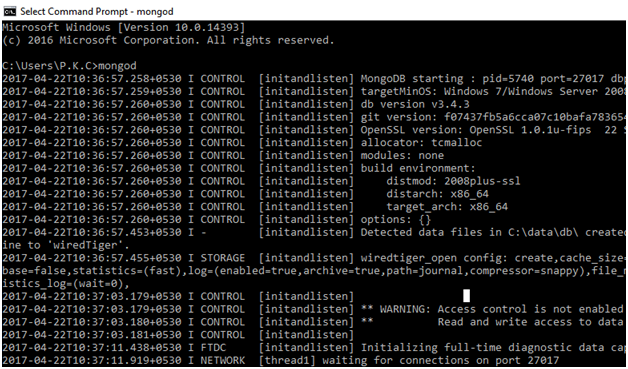 Select Command Prompt - mongod
Microsoft Windows [Version 10.0.14393]
(c) 2016 Microsoft Corporation. All rights reserved.
C:\Users\P.K.C>mongod
2017-04-22T10:36:57.258+0530 I CONTROL  [initandlisten] MongoDB starting : pid=5740 port=27017 dbp
2017-04-22T10:36:57.259+0530 I CONTROL  [initandlisten] targetMinOS: Windows 7/Windows Server 2008
2017-04-22T10:36:57.260+0530 I CONTROL  [initandlisten] db version v3.4.3
2017-04-22T10:36:57.260+0530 I CONTROL  [initandlisten] git version: f07437fb5a6cca07c10bafa783654
2017-04-22T10:36:57.260+0530 I CONTROL  [initandlisten] OpenSSL version: OpenSSL 1.0.1u-fips  22 S
2017-04-22T10:36:57.260+0530 I CONTROL  [initandlisten] allocator: tcmalloc
2017-04-22T10:36:57.260+0530 I CONTROL  [initandlisten] modules: none
2017-04-22T10:36:57.260+0530 I CONTROL  [initandlisten] build environment:
2017-04-22T10:36:57.260+0530 I CONTROL  [initandlisten]     distmod: 2008plus-ssl
2017-04-22T10:36:57.260+0530 I CONTROL  [initandlisten]     distarch: x86_64
2017-04-22T10:36:57.260+0530 I CONTROL  [initandlisten]     target_arch: x86_64
2017-04-22T10:36:57.260+0530 I CONTROL  [initandlisten] options: {}
2017-04-22T10:36:57.453+0530 I -        [initandlisten] Detected data files in C:\data\db\ created
ine to 'wiredTiger'.
2017-04-22T10:36:57.455+0530 I STORAGE  [initandlisten] wiredtiger_open config: create,cache_size=
base=false,statistics=(fast),log=(enabled=true,archive=true,path=journal,compressor=snappy),file_m
istics_log=(wait=0),
2017-04-22T10:37:03.179+0530 I CONTROL  [initandlisten]
2017-04-22T10:37:03.179+0530 I CONTROL  [initandlisten] ** WARNING: Access control is not enabled
2017-04-22T10:37:03.180+0530 I CONTROL  [initandlisten] **          Read and write access to data
2017-04-22T10:37:03.181+0530 I CONTROL  [initandlisten]
2017-04-22T10:37:11.438+0530 I FTDC     [initandlisten] Initializing full-time diagnostic data cap
2017-04-22T10:37:11.919+0530 I NETWORK  [thread1] waiting for connections on port 27017